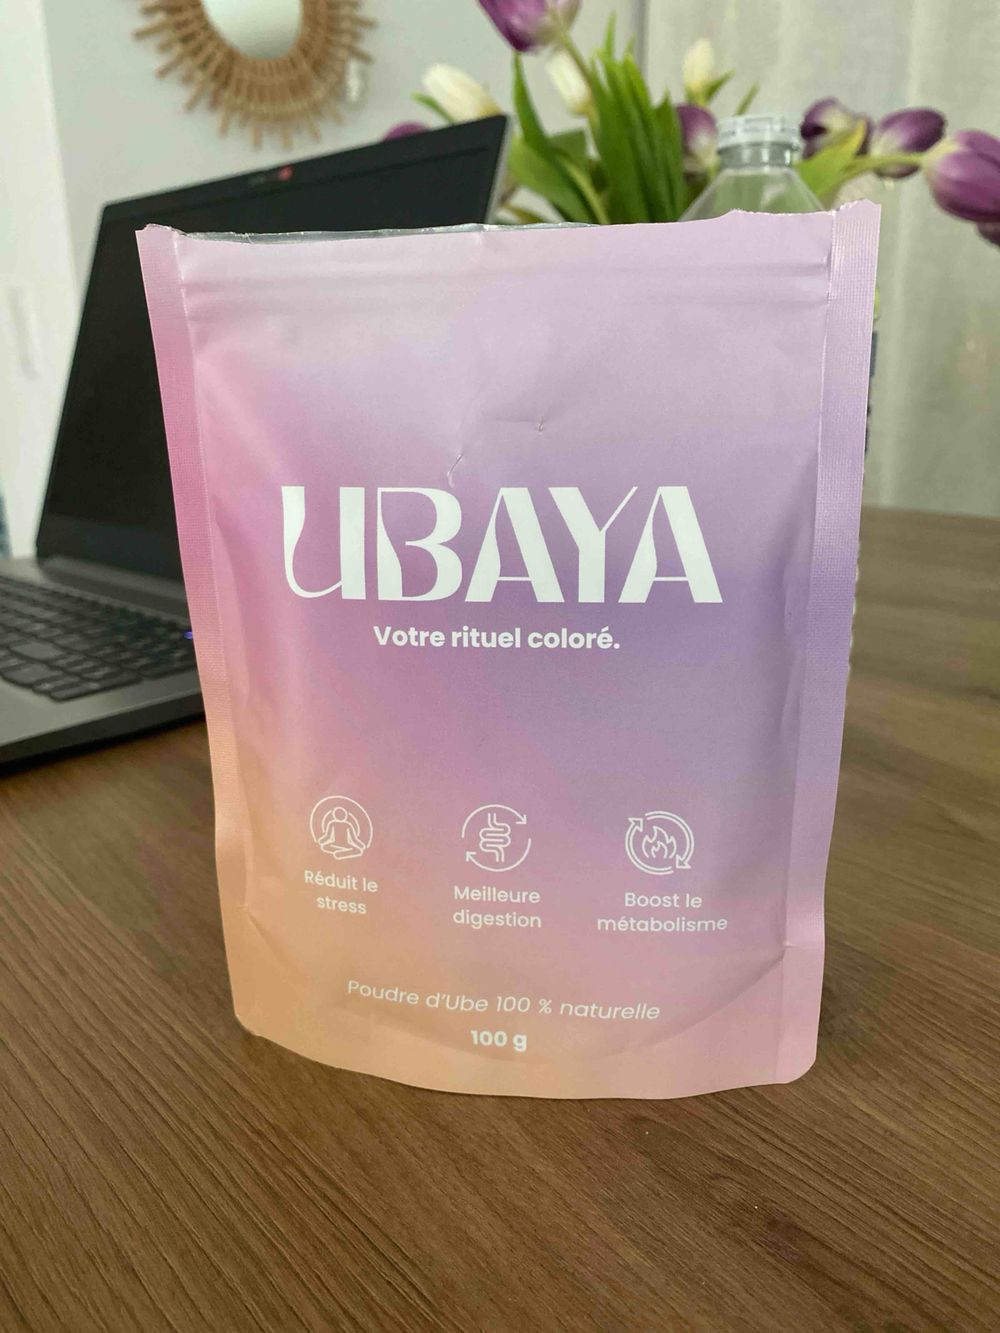 UBAYA
Votre rituel coloré.
Réduit le
stress
Meilleure
digestion
Boost le
métabolisme
Poudre d'Ube 100 % naturelle
100 g